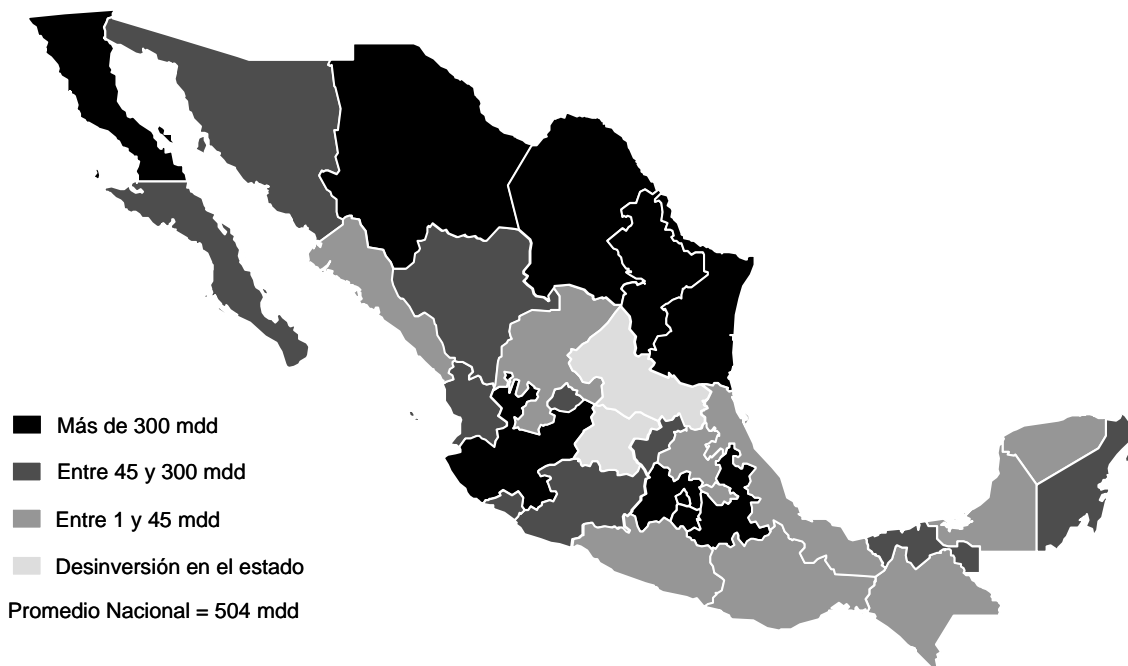 Más de 300 mdd
Entre 45 y 300 mdd
Entre 1 y 45 mdd
Desinversión en el estado
Promedio Nacional = 504 mdd